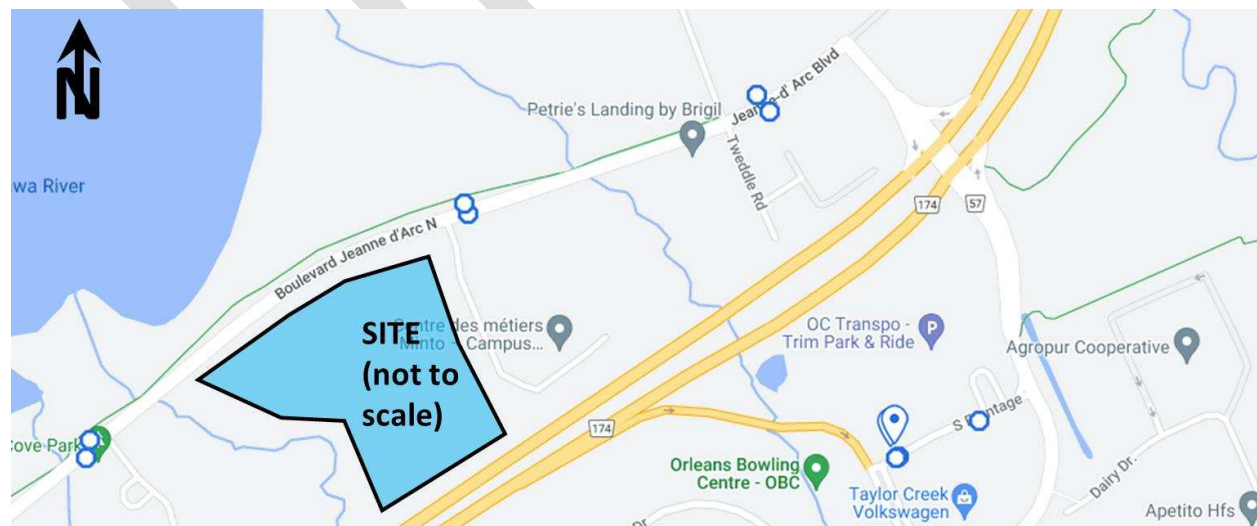 N
wa River
Petrie's Landing by Brigil
Jeanne-d' Arc Blvd
Tweddle Rd
174
57
Boulevard Jeanne d'Arc N
SITE
(not to
scale)
Centre des métiers
Minto - Campus...
OC Transpo -
Trim Park & Ride
Agropur Cooperative
174
S Frontage
ove Park
Orleans Bowling
Centre - OBC
Taylor Creek
Volkswagen
Dairy Dr.
Apetito Hfs
Dr